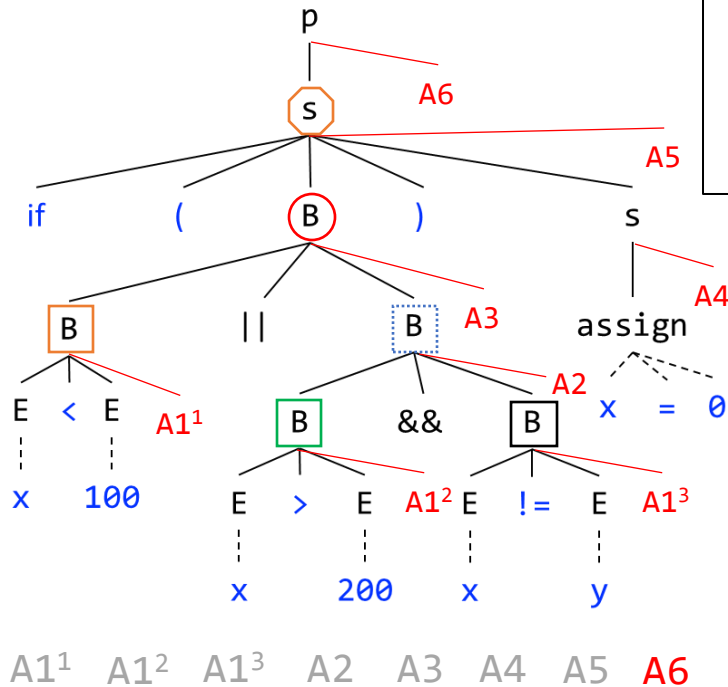 p
A6
s
A5
if ( B ) s
A3 A4
B || B assign
A2
E < E A1¹ B && B x = 0
x 100 E > E A1² E != E A1³
x 200 x y
A1¹ A1² A1³ A2 A3 A4 A5 A6